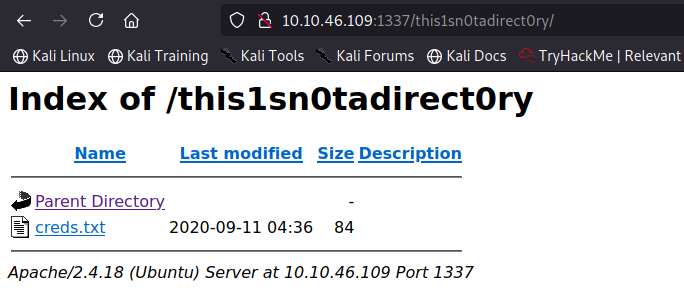 10.10.46.109:1337/this1sn0tadirect0ry/
Kali Linux Kali Training Kali Tools Kali Forums Kali Docs TryHackMe | Relevant
Index of /this1sn0tadirect0ry
Name Last modified Size Description
Parent Directory -
creds.txt 2020-09-11 04:36 84
Apache/2.4.18 (Ubuntu) Server at 10.10.46.109 Port 1337